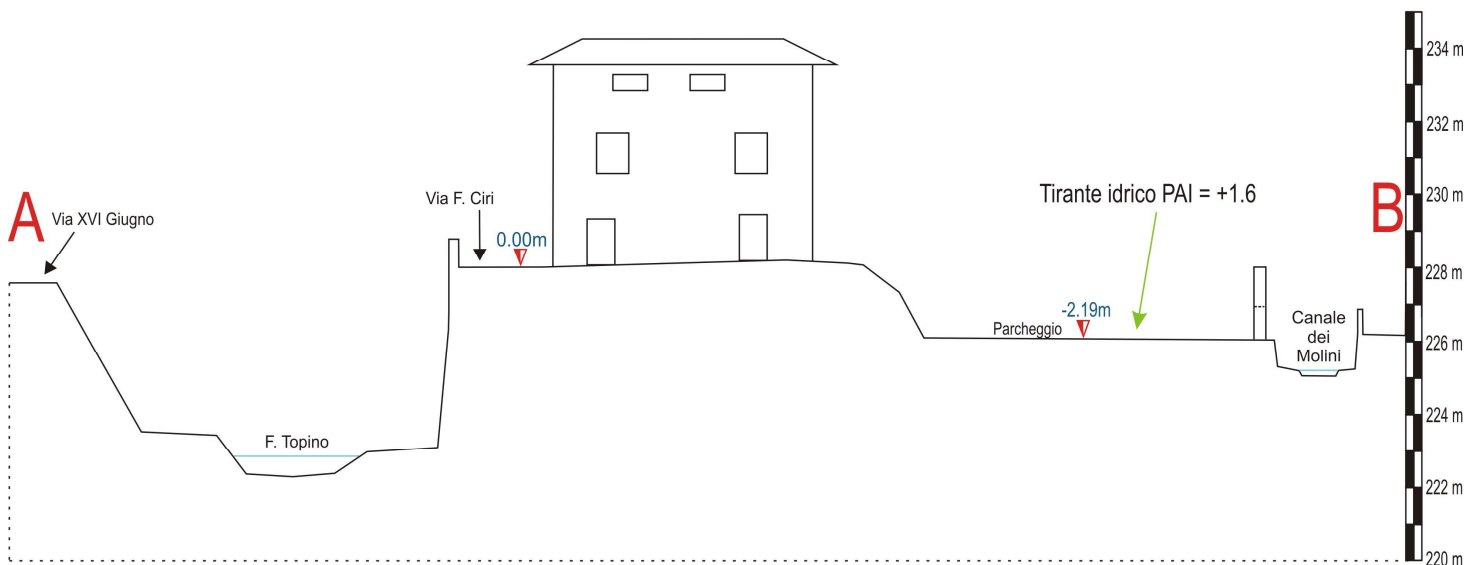 A
Via XVI Giugno
F. Topino
Via F. Ciri
0.00m
Tirante idrico PAI = +1.6
Parcheggio
-2.19m
Canale
dei
Molini
B
234 m
232 m
230 m
228 m
226 m
224 m
222 m
220 m